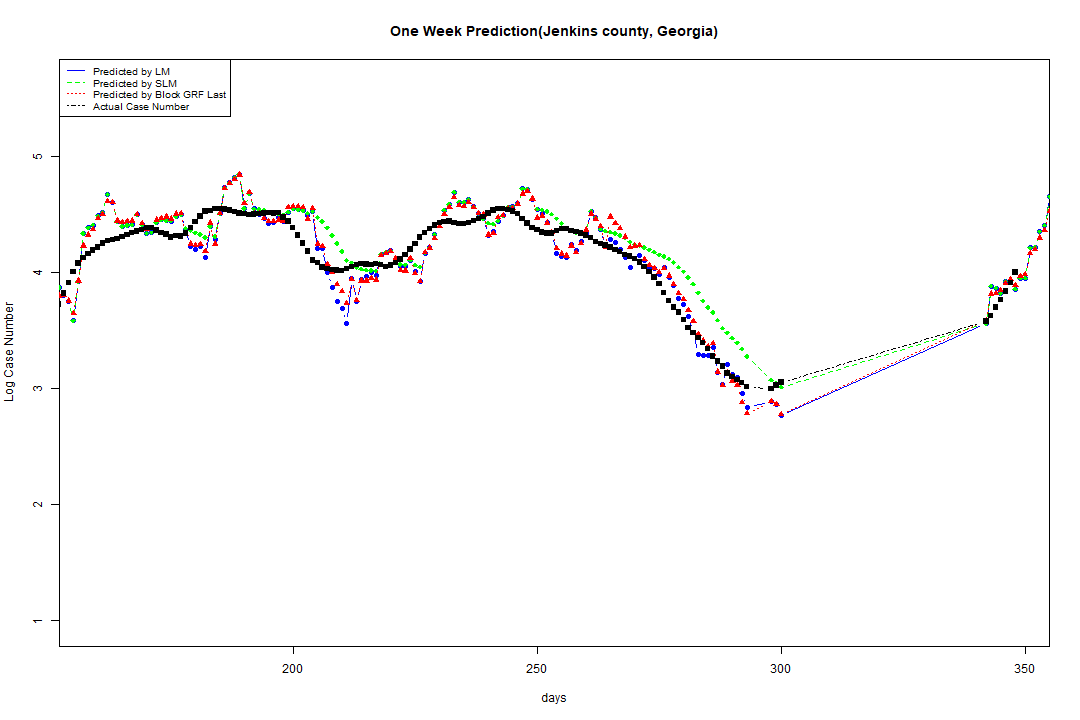 One Week Prediction(Jenkins county, Georgia)
Predicted by LM
Predicted by SLM
Predicted by Block GRF Last
Actual Case Number
5
4
3
2
1
Log Case Number
200 250 300 350
days